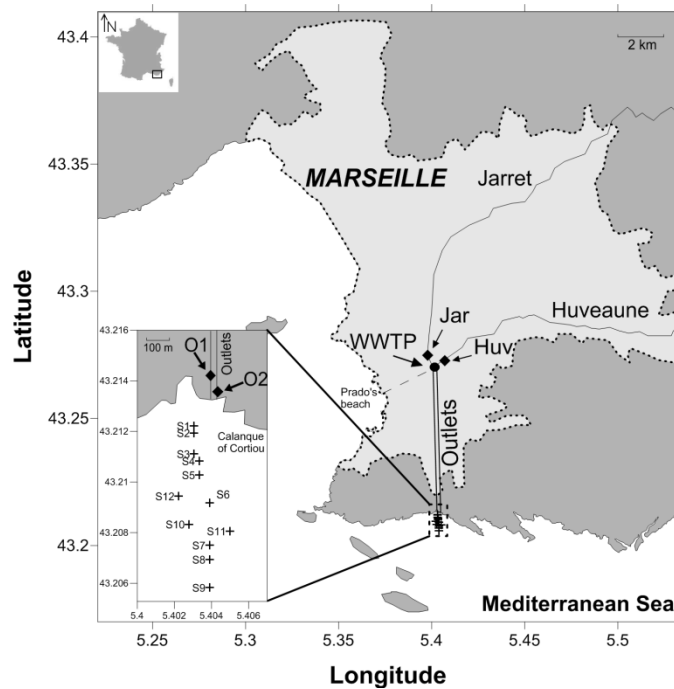 N
2 km
43.4
43.35
43.3
43.25
43.2
Latitude
MARSEILLE
Jarret
Huveaune
Jar
WWTP
Huv
Prado's
beach
Outlets
43.216
43.214
43.212
43.21
43.208
43.206
100 m
O1
Outlets
O2
Calanque
of Cortiou
S1
S2
S3
S4
S5
S12
S6
S10
S11
S7
S8
S9
5.4
5.402
5.404
5.406
Mediterranean Sea
5.25
5.3
5.35
5.4
5.45
5.5
Longitude